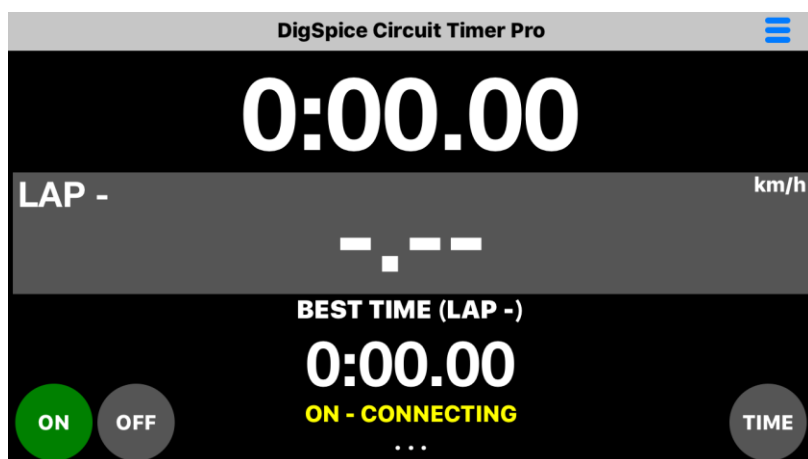 DigSpice Circuit Timer Pro
0:00.00
LAP -
km/h
-.--
BEST TIME (LAP -)
0:00.00
ON - CONNECTING
...
ON
OFF
TIME